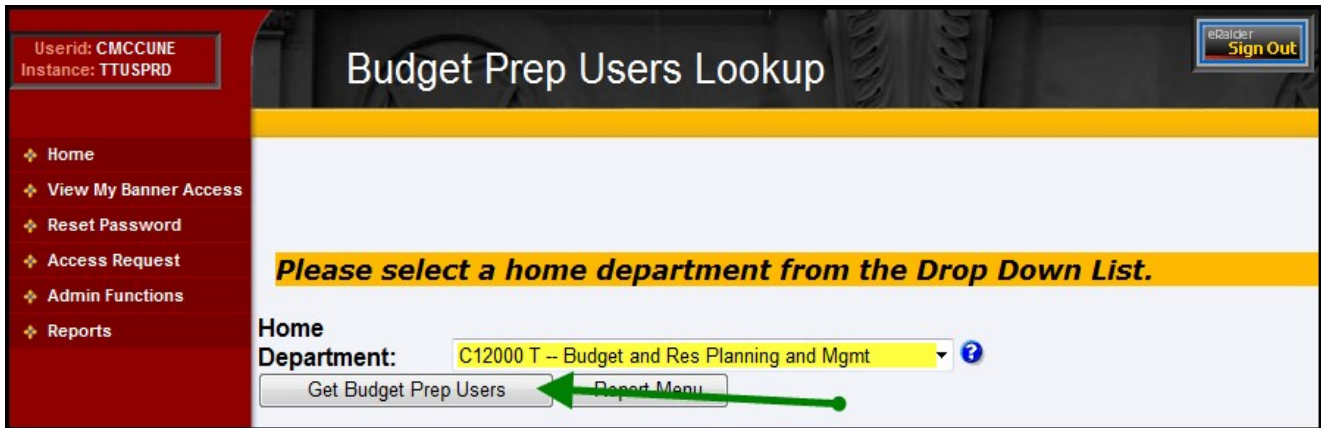 Userid: CMCCUNE
Instance: TTUSPRD
Budget Prep Users Lookup
eRaider
Sign Out
Home
View My Banner Access
Reset Password
Access Request
Admin Functions
Reports
Please select a home department from the Drop Down List.
Home
Department:
C12000 T -- Budget and Res Planning and Mgmt
?
Get Budget Prep Users
Report Menu